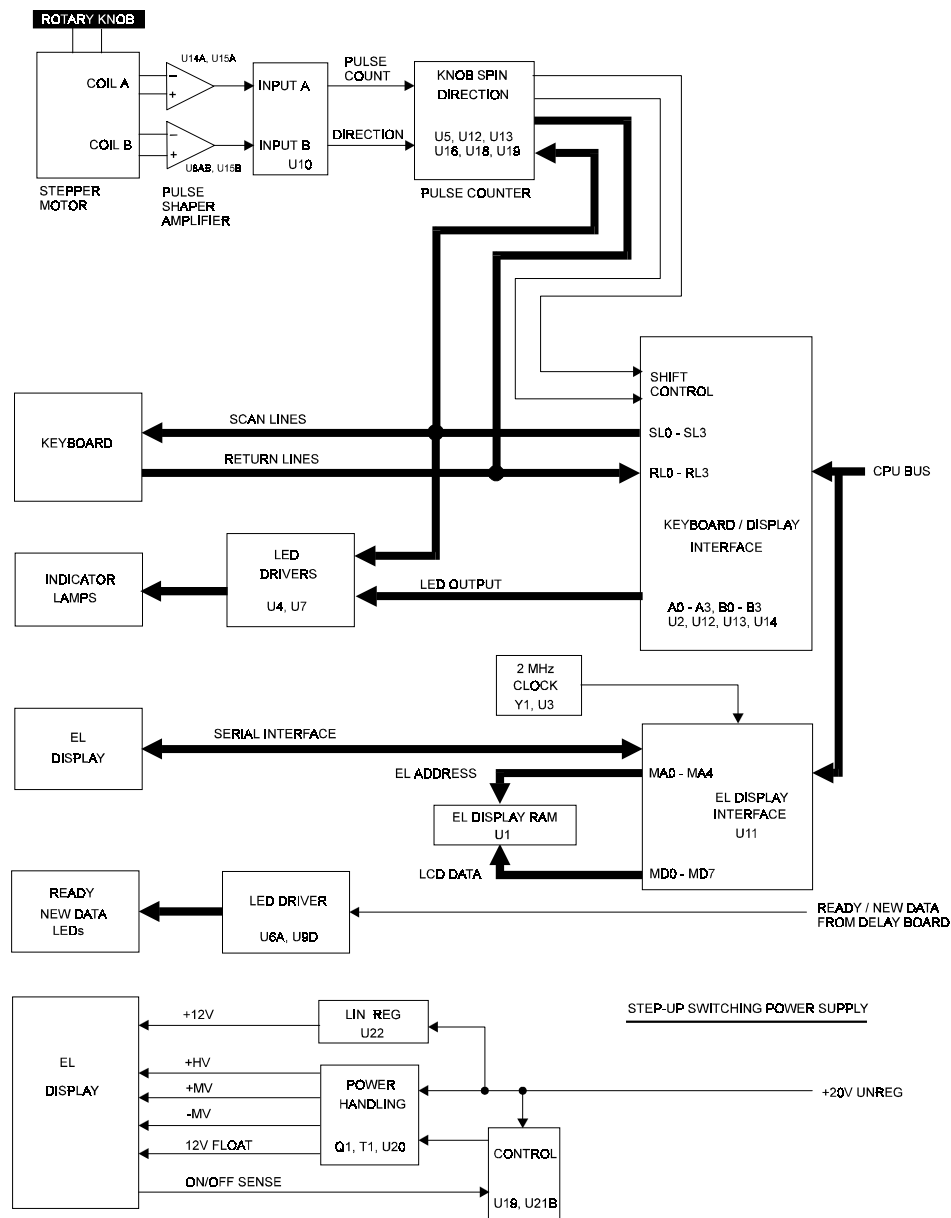 ROTARY KNOB
U14A, U15A
COIL A
COIL B
−
+
−
+
U8AB, U15B
STEPPER
MOTOR
PULSE
SHAPER
AMPLIFIER
INPUT A
INPUT B
U10
PULSE
COUNT
DIRECTION
KNOB SPIN
DIRECTION
U5, U12, U13
U16, U18, U19
PULSE COUNTER
KEYBOARD
SCAN LINES
RETURN LINES
SHIFT
CONTROL
SL0 - SL3
RL0 - RL3
KEYBOARD / DISPLAY
INTERFACE
A0 - A3, B0 - B3
U2, U12, U13, U14
CPU BUS
INDICATOR
LAMPS
LED
DRIVERS
U4, U7
LED OUTPUT
2 MHz
CLOCK
Y1, U3
EL
DISPLAY
SERIAL INTERFACE
EL ADDRESS
EL DISPLAY RAM
U1
LCD DATA
MA0 - MA4
EL DISPLAY
INTERFACE
U11
MD0 - MD7
READY
NEW DATA
LEDs
LED DRIVER
U6A, U9D
READY / NEW DATA
FROM DELAY BOARD
STEP-UP SWITCHING POWER SUPPLY
EL
DISPLAY
+12V
+HV
+MV
-MV
12V FLOAT
ON/OFF SENSE
LIN REG
U22
POWER
HANDLING
Q1, T1, U20
CONTROL
U19, U21B
+20V UNREG